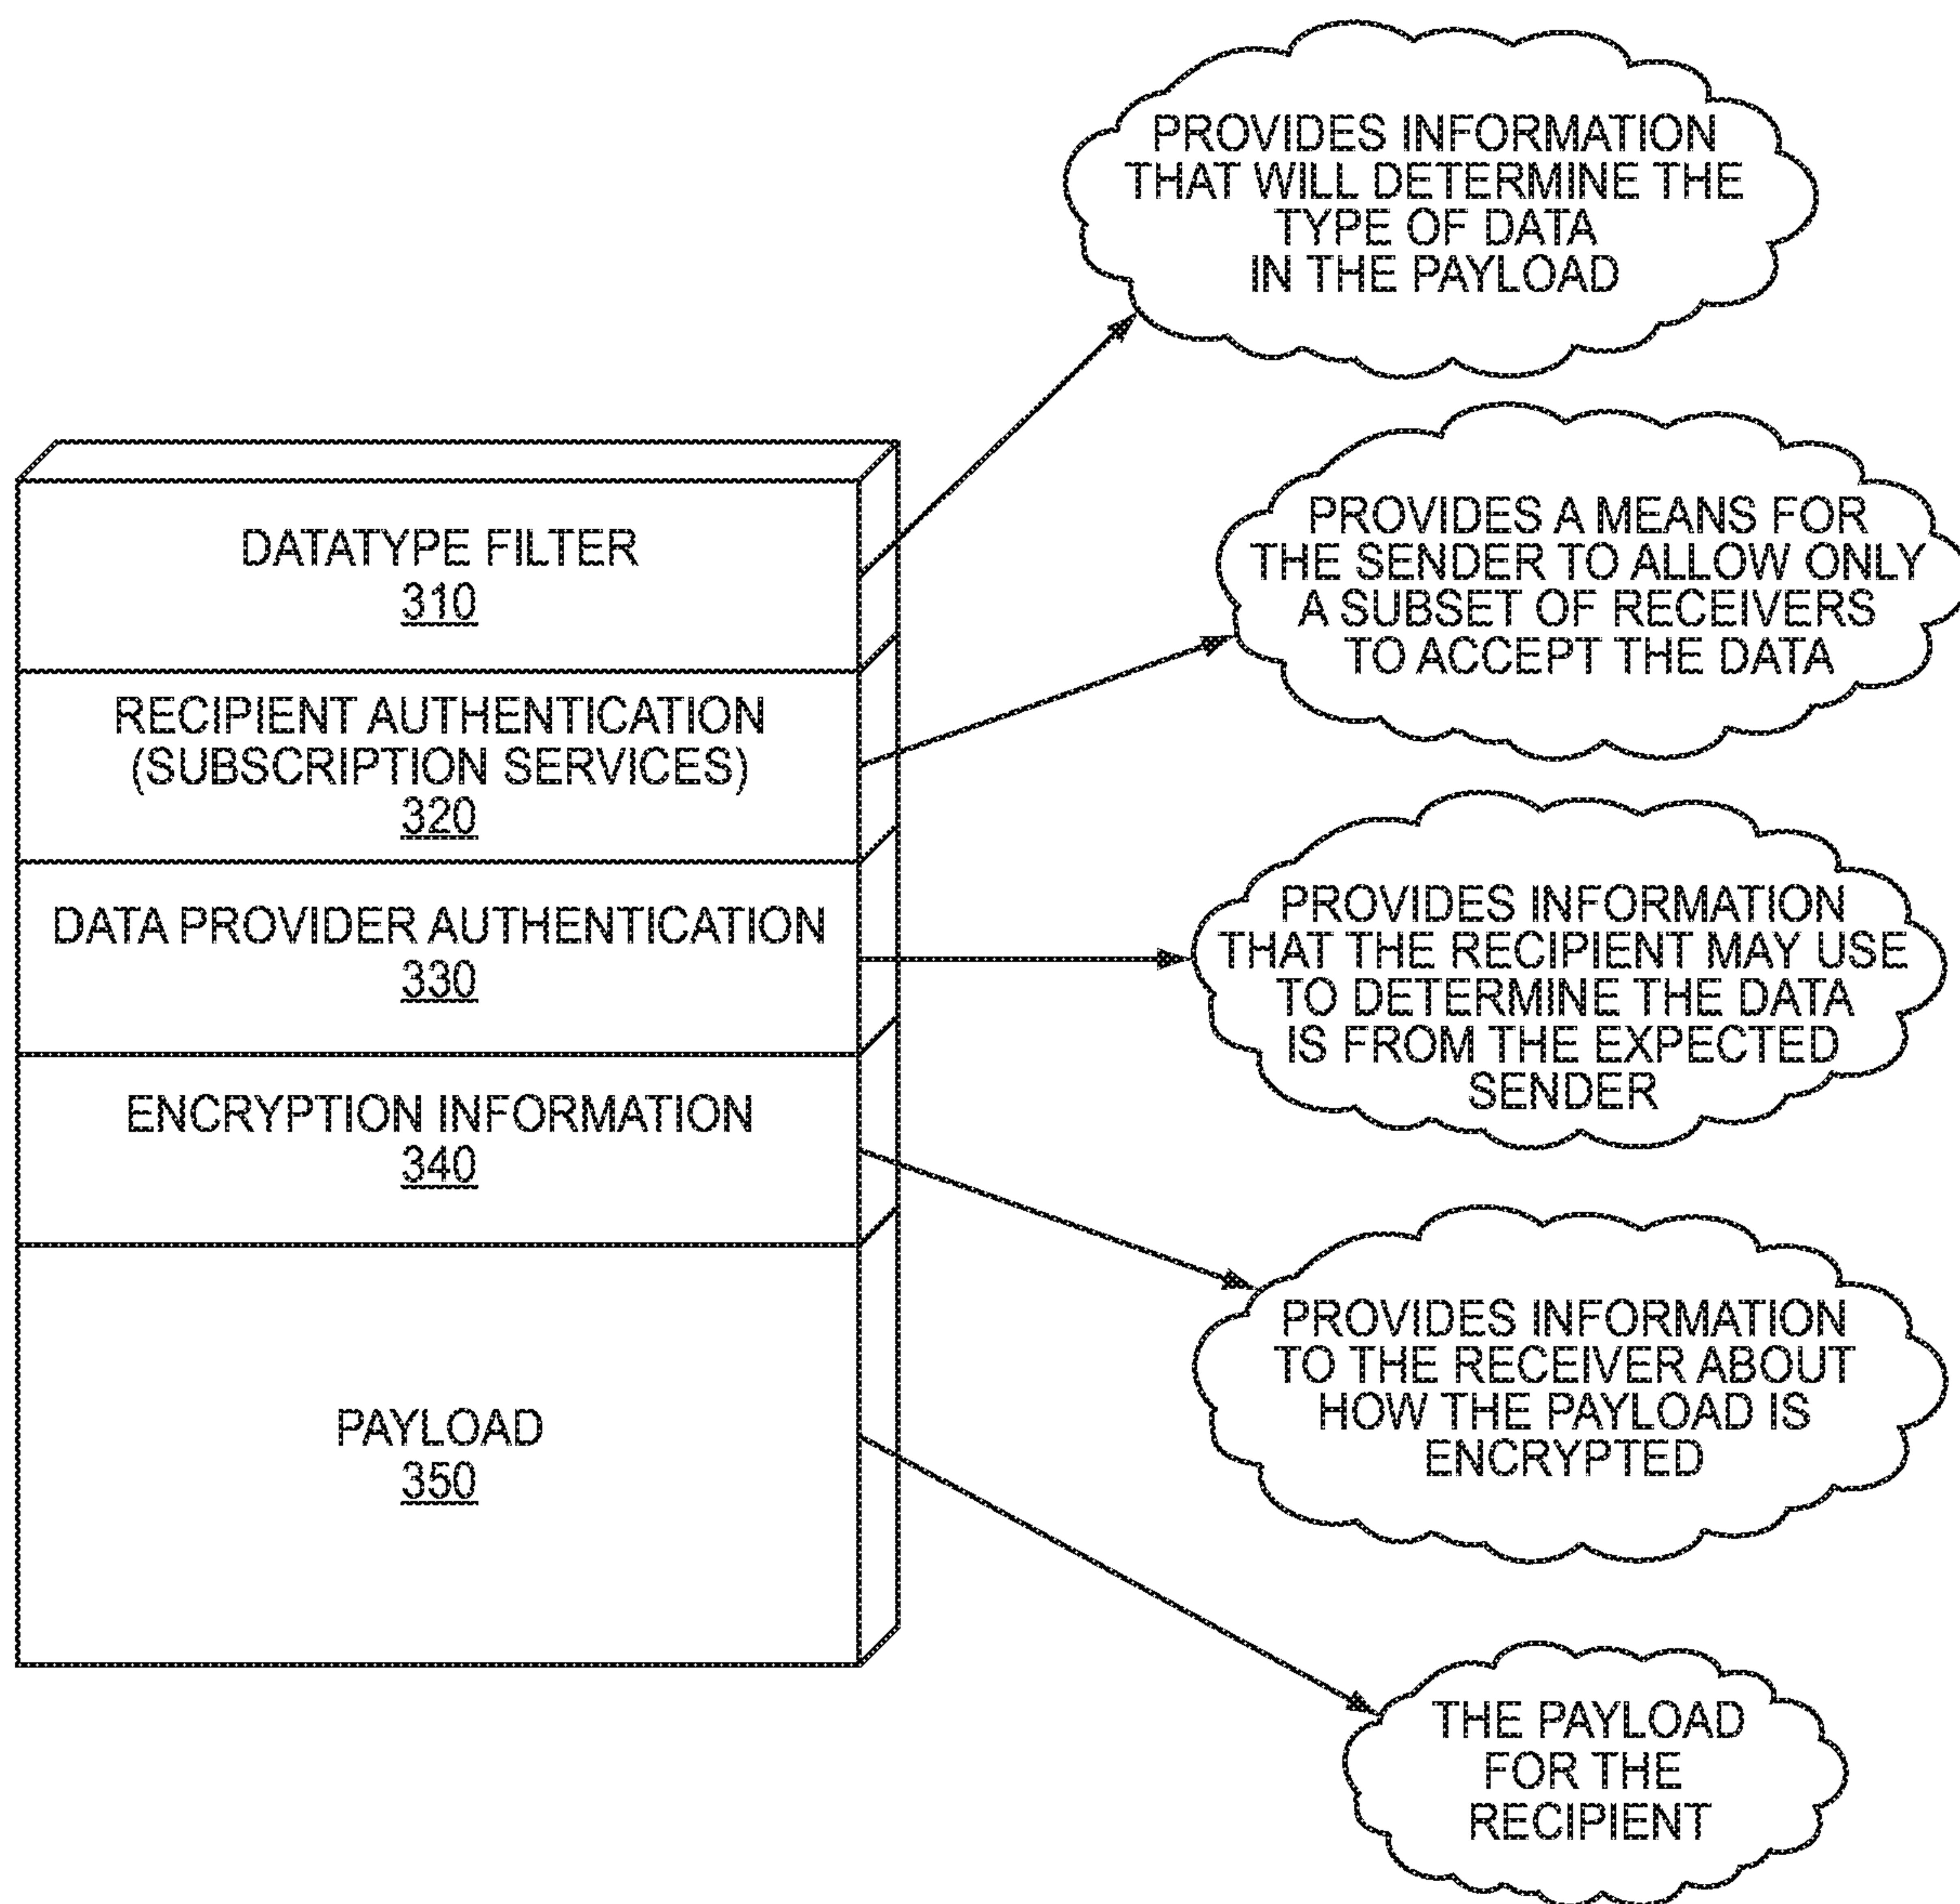 DATATYPE FILTER
310
RECIPIENT AUTHENTICATION
(SUBSCRIPTION SERVICES)
320
DATA PROVIDER AUTHENTICATION
330
ENCRYPTION INFORMATION
340
PAYLOAD
350
PROVIDES INFORMATION
THAT WILL DETERMINE THE
TYPE OF DATA
IN THE PAYLOAD
PROVIDES A MEANS FOR
THE SENDER TO ALLOW ONLY
A SUBSET OF RECEIVERS
TO ACCEPT THE DATA
PROVIDES INFORMATION
THAT THE RECIPIENT MAY USE
TO DETERMINE THE DATA
IS FROM THE EXPECTED
SENDER
PROVIDES INFORMATION
TO THE RECEIVER ABOUT
HOW THE PAYLOAD IS
ENCRYPTED
THE PAYLOAD
FOR THE
RECIPIENT